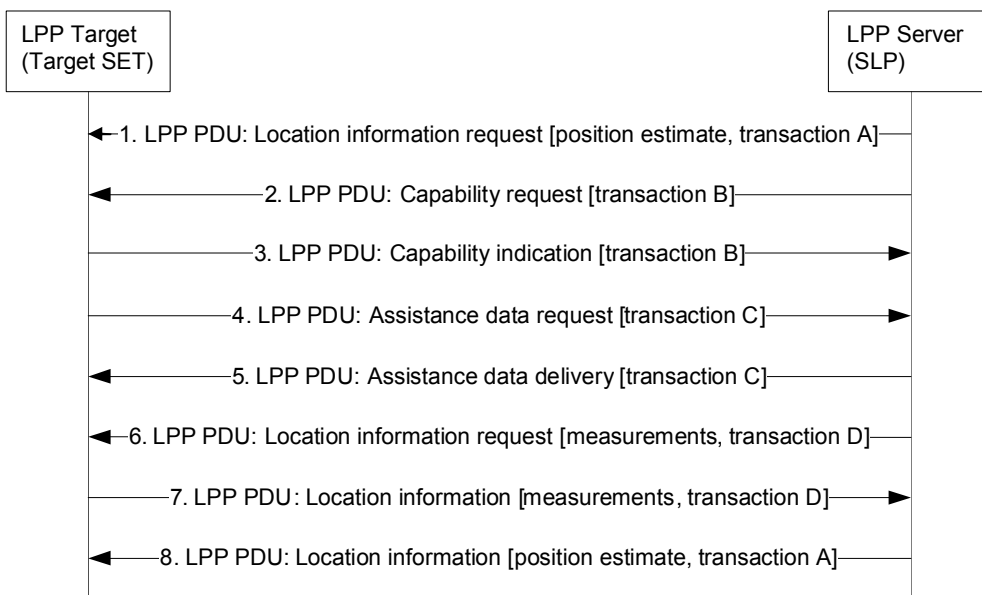 LPP Target
(Target SET)
LPP Server
(SLP)
1. LPP PDU: Location information request [position estimate, transaction A]
2. LPP PDU: Capability request [transaction B]
3. LPP PDU: Capability indication [transaction B]
4. LPP PDU: Assistance data request [transaction C]
5. LPP PDU: Assistance data delivery [transaction C]
6. LPP PDU: Location information request [measurements, transaction D]
7. LPP PDU: Location information [measurements, transaction D]
8. LPP PDU: Location information [position estimate, transaction A]